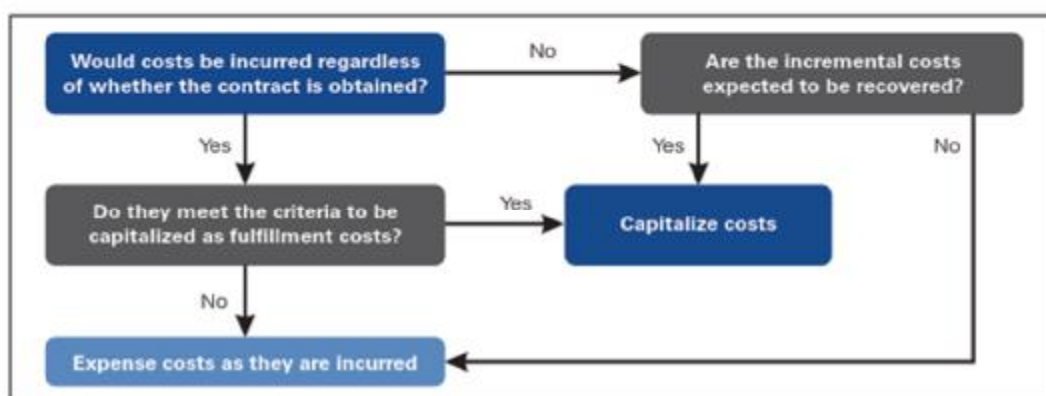 Would costs be incurred regardless
of whether the contract is obtained?
No
Are the incremental costs
expected to be recovered?
Yes
Yes
No
Do they meet the criteria to be
capitalized as fulfillment costs?
Yes
Capitalize costs
No
Expense costs as they are incurred